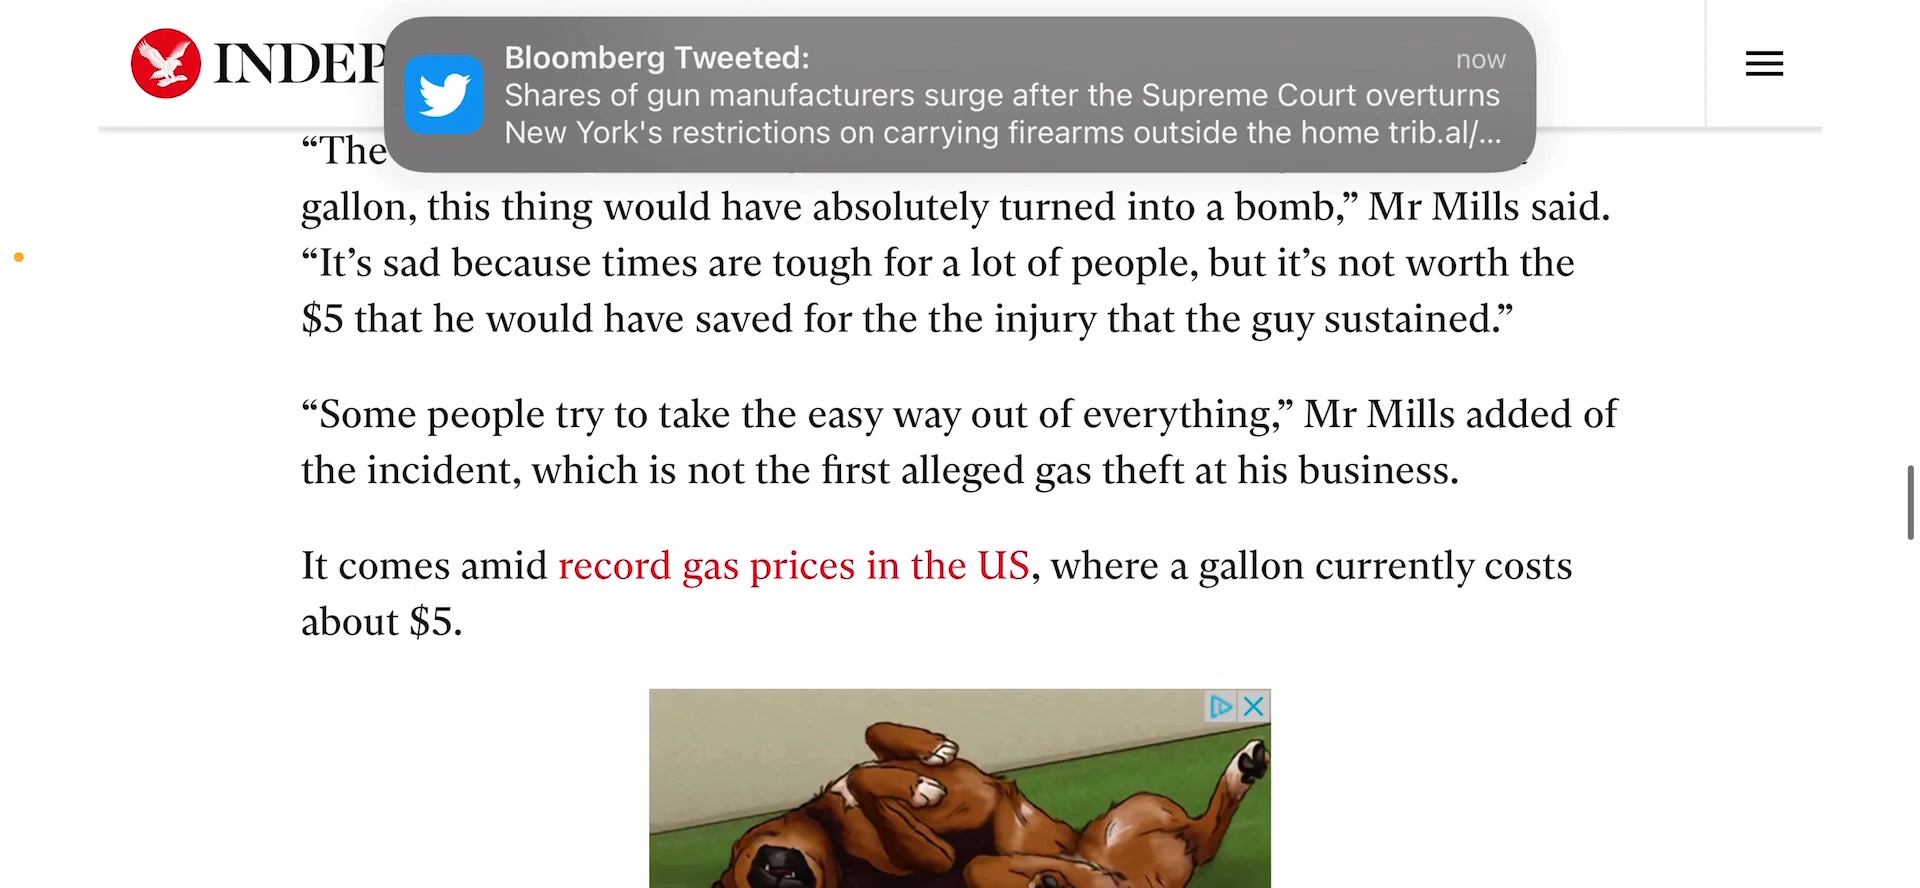 INDEP
Bloomberg Tweeted:
now
Shares of gun manufacturers surge after the Supreme Court overturns
New York's restrictions on carrying firearms outside the home trib.al/...
“The
gallon, this thing would have absolutely turned into a bomb,” Mr Mills said.
“It’s sad because times are tough for a lot of people, but it’s not worth the
$5 that he would have saved for the the injury that the guy sustained.”
“Some people try to take the easy way out of everything,” Mr Mills added of
the incident, which is not the first alleged gas theft at his business.
It comes amid record gas prices in the US, where a gallon currently costs
about $5.